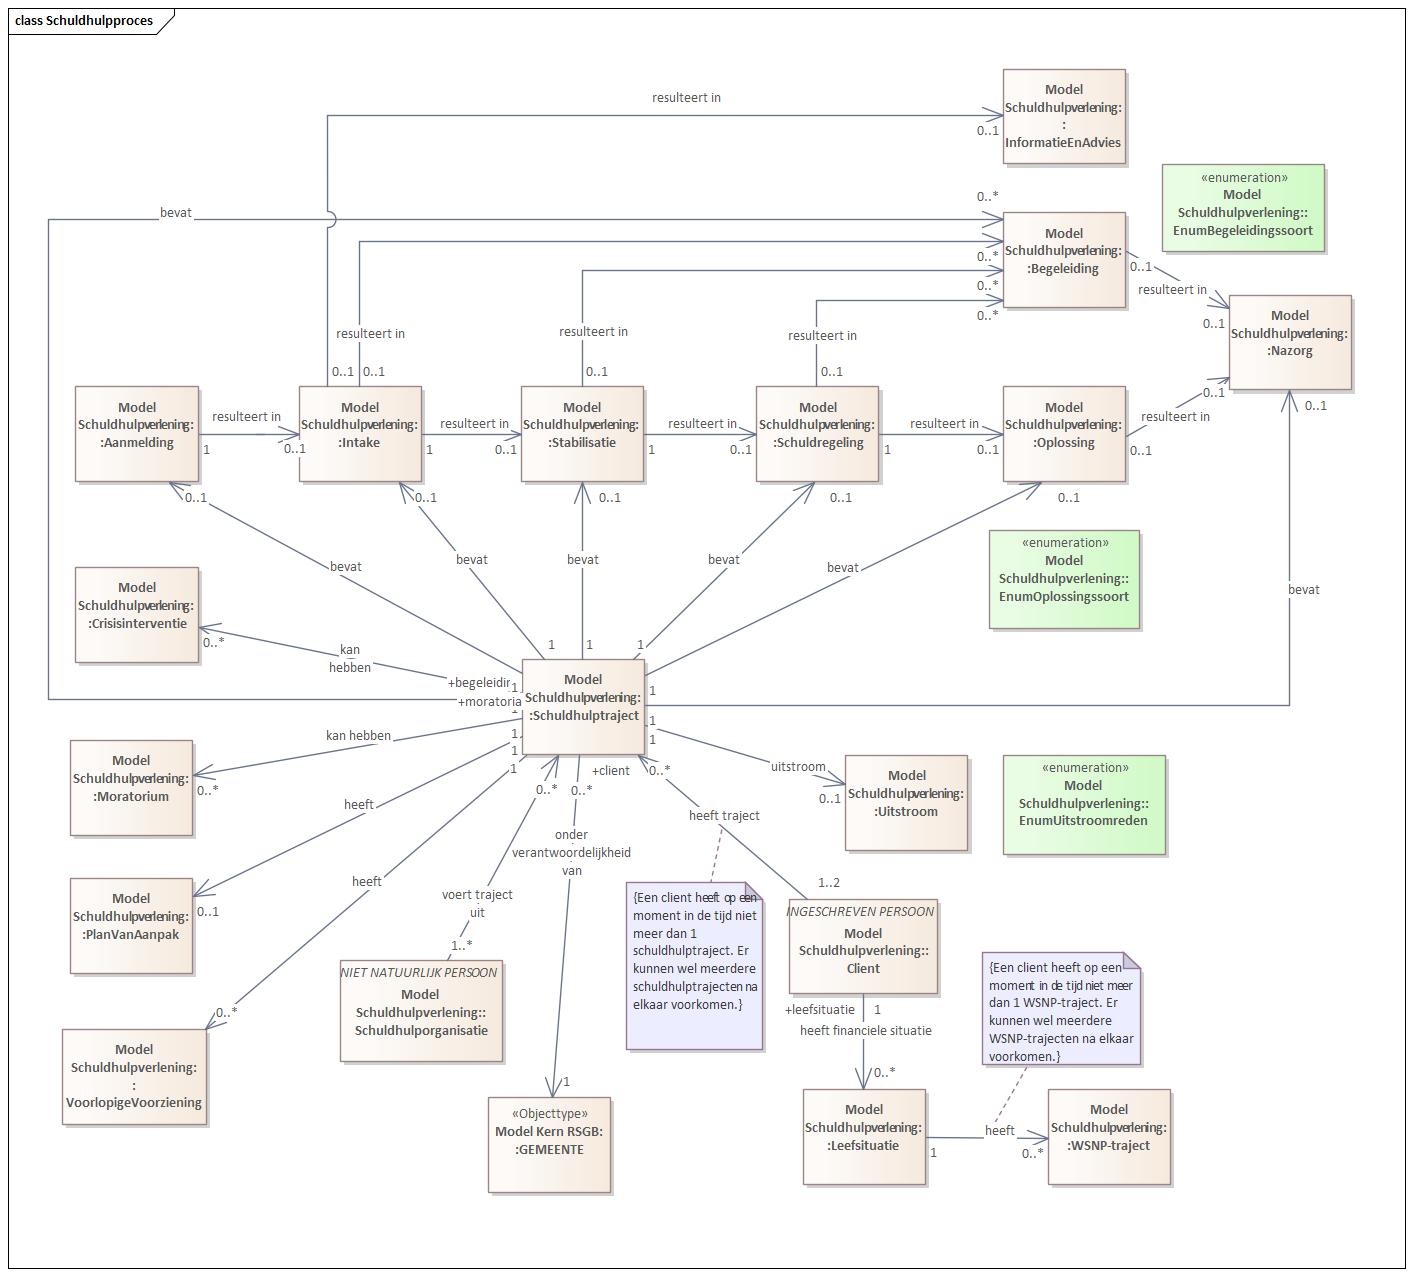 class Schuldhulpproces
resulteert in
0..1
Model
Schuldhulpverlening:
:
InformatieEnAdvies
«enumeration»
Model
Schuldhulpverlening::
EnumBegeleidingssoort
bevat
0..*
0..*
0..*
0..*
Model
Schuldhulpverlening:
:Begeleiding
0..1
resulteert in
0..1
Model
Schuldhulpverlening:
:Nazorg
resulteert in
0..1
0..1
resulteert in
0..1
resulteert in
0..1
Model
Schuldhulpverlening:
:Aanmelding
resulteert in
1
0..1
Model
Schuldhulpverlening:
:Intake
resulteert in
1
0..1
Model
Schuldhulpverlening:
:Stabilisatie
resulteert in
1
0..1
Model
Schuldhulpverlening:
:Schuldregeling
resulteert in
1
0..1
Model
Schuldhulpverlening:
:Oplossing
resulteert in
0..1
0..1
0..1
0..1
0..1
0..1
0..1
0..1
bevat
bevat
bevat
bevat
bevat
bevat
«enumeration»
Model
Schuldhulpverlening::
EnumOplossingssoort
Model
Schuldhulpverlening:
:Crisisinterventie
0..*
kan
hebben
1
1
1
+begeleidin
1
+moratoria
Model
Schuldhulpverlening:
:Schuldhulptraject
1
1
1
1
1
1
kan hebben
Model
Schuldhulpverlening:
:Moratorium
0..*
heeft
+client
0..*
0..*
0..*
heeft traject
uitstroom
0..1
Model
Schuldhulpverlening:
:Uitstroom
«enumeration»
Model
Schuldhulpverlening::
EnumUitstroomreden
onder
verantwoordelijkheid
van
heeft
Model
Schuldhulpverlening:
:PlanVanAanpak
0..1
voert traject
uit
1..*
1..2
{Een client heeft op een
moment in de tijd niet
meer dan 1
schuldhulptraject. Er
kunnen wel meerdere
schuldhulptrajecten na
elkaar voorkomen.}
INGESCHREVEN PERSOON
Model
Schuldhulpverlening::
Client
NIET NATUURLIJK PERSOON
Model
Schuldhulpverlening::
Schuldhulporganisatie
{Een client heeft op een
moment in de tijd niet meer
dan 1 WSNP-traject. Er
kunnen wel meerdere
WSNP-trajecten na elkaar
voorkomen.}
+leefsituatie
1
heeft financiele situatie
0..*
0..*
Model
Schuldhulpverlening:
:
VoorlopigeVoorziening
1
«Objecttype»
Model Kern RSGB:
:GEMEENTE
Model
Schuldhulpverlening:
:Leefsituatie
heeft
1
0..*
Model
Schuldhulpverlening:
:WSNP-traject